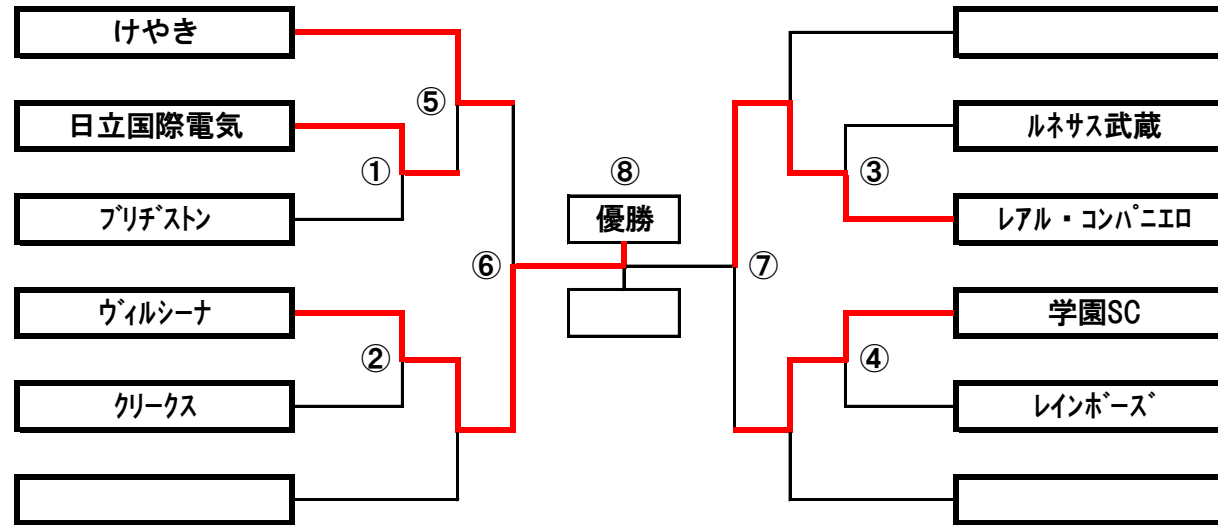 けやき
日立国際電気
ﾌﾞﾘﾁﾞｽﾄﾝ
ｳﾞｨﾙｼｰﾅ
ｸﾘｰｸｽ
⑤
①
②
⑥
⑧
優勝
⑦
③
④
ﾙﾈｻｽ武蔵
ﾚｱﾙ・ｺﾝﾊﾟﾆｴﾛ
学園SC
ﾚｲﾝﾎﾞｰｽﾞ